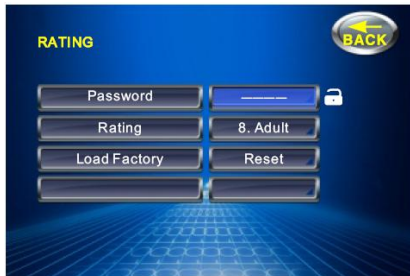 RATING
BACK
Password ————
Rating 8. Adult
Load Factory Reset